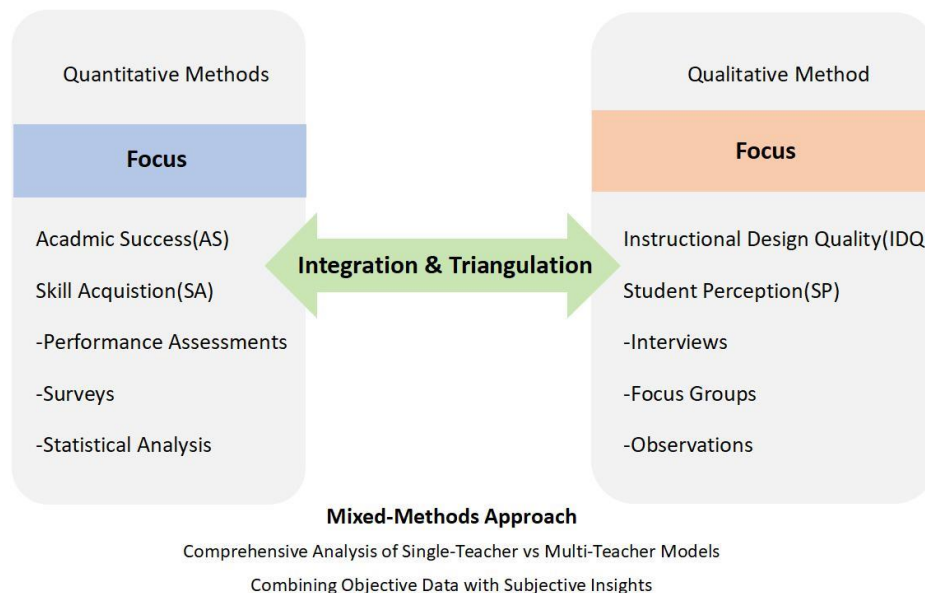 Quantitative Methods
Focus
Acadmic Success(AS)
Skill Acquistion(SA)
-Performance Assessments
-Surveys
-Statistical Analysis
Integration & Triangulation
Qualitative Method
Focus
Instructional Design Quality(IDQ
Student Perception(SP)
-Interviews
-Focus Groups
-Observations
Mixed-Methods Approach
Comprehensive Analysis of Single-Teacher vs Multi-Teacher Models
Combining Objective Data with Subjective Insights